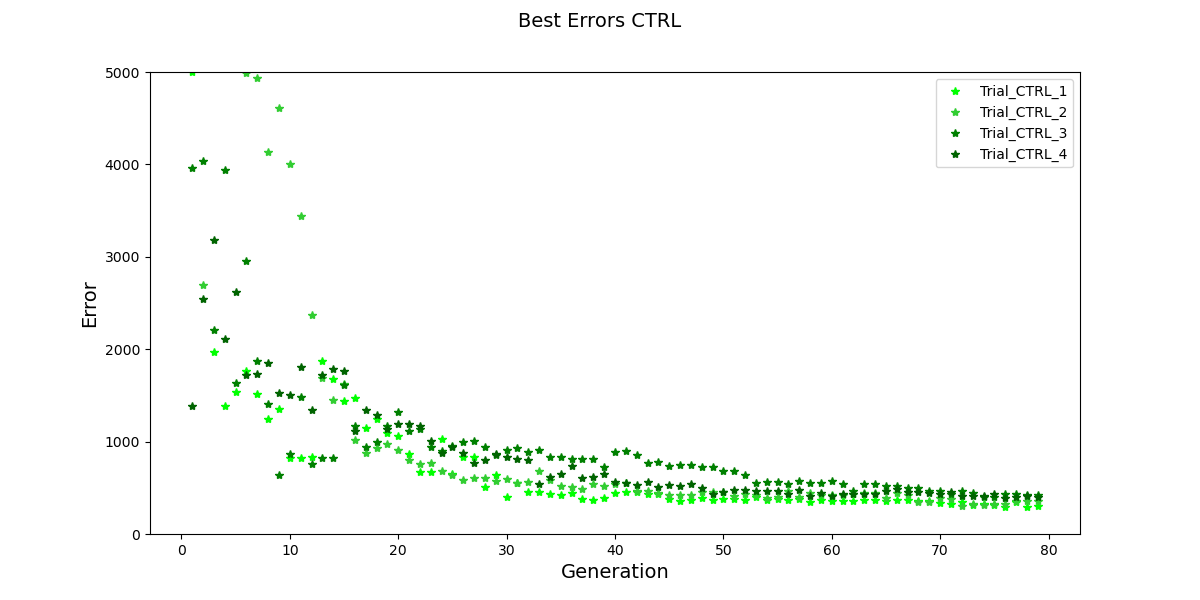 Best Errors CTRL
5000
4000
3000
2000
1000
0
Error
0 10 20 30 40 50 60 70 80
Generation
Trial_CTRL_1
Trial_CTRL_2
Trial_CTRL_3
Trial_CTRL_4